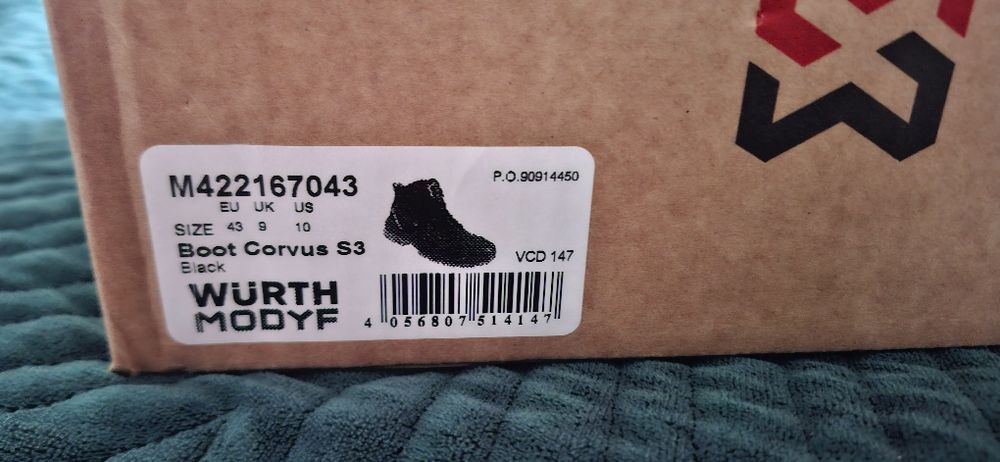 M422167043
P.O.90914450
EU UK US
SIZE 43 9 10
Boot Corvus S3
Black
VCD 147
WÜRTH
MODYF
4 056807 514147